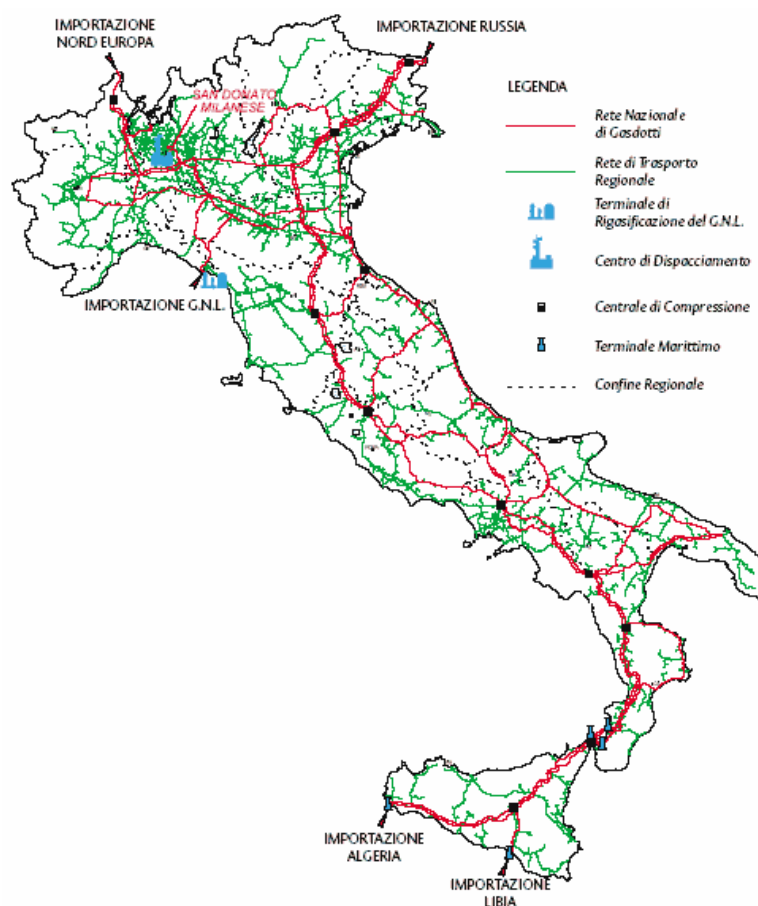 IMPORTAZIONE
NORD EUROPA
IMPORTAZIONE RUSSIA
SAN DONATO
MILANESE
IMPORTAZIONE G.N.L.
LEGENDA
Rete Nazionale
di Gasdotti
Rete di Trasporto
Regionale
Terminale di
Rigasificazione del G.N.L.
Centro di Dispacciamento
Centrale di Compressione
Terminale Marittimo
Confine Regionale
IMPORTAZIONE
ALGERIA
IMPORTAZIONE
LIBIA